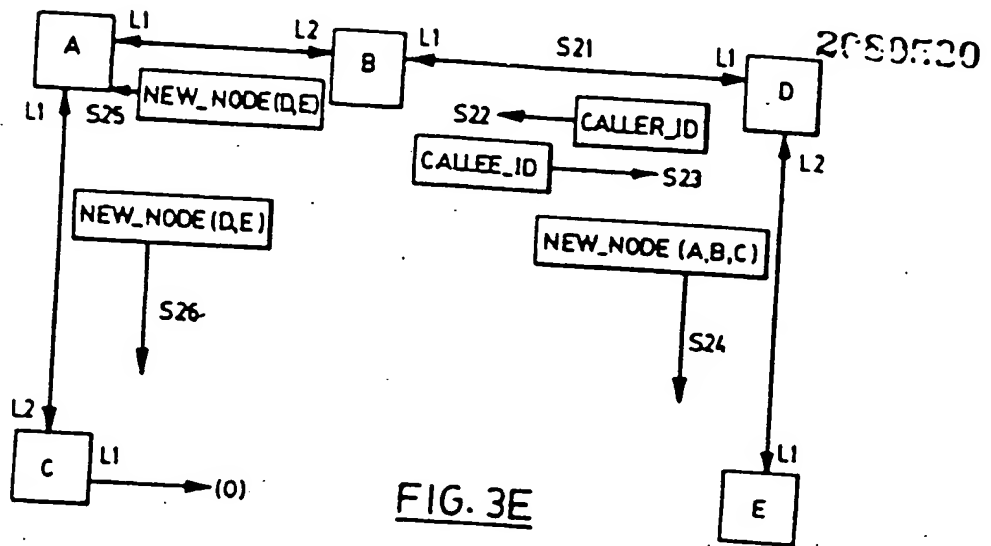 A
L1
L2
B
L1
S21
L1
D
L1
S25
NEW_NODE(D,E)
S22
CALLER_ID
CALLEE_ID
S23
L2
NEW_NODE (D,E)
NEW_NODE (A,B,C)
S26
S24
L2
C
L1
(0)
L1
E
FIG. 3E